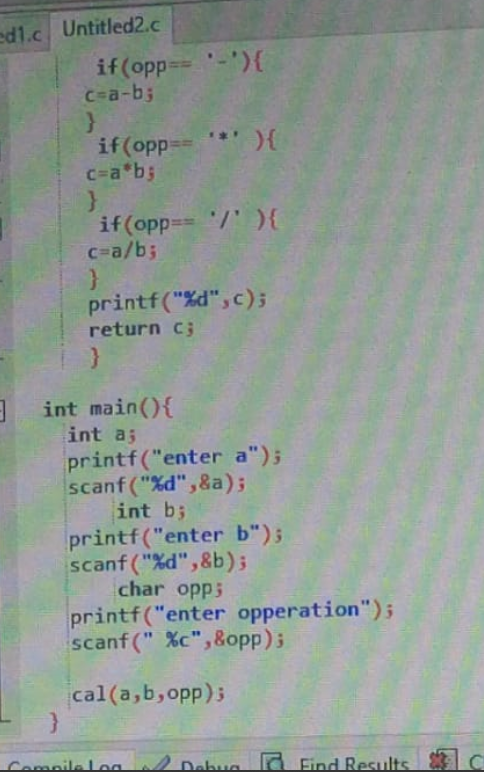 ed1.c Untitled2.c
if(opp== '-'){
c=a-b;
}
if(opp== '*' ){
c=a*b;
}
if(opp== '/' ){
c=a/b;
}
printf("%d",c);
return c;
}
int main(){
int a;
printf("enter a");
scanf("%d",&a);
int b;
printf("enter b");
scanf("%d",&b);
char opp;
printf("enter opperation");
scanf(" %c",&opp);
cal(a,b,opp);
}
Compile Log Debug Find Results C